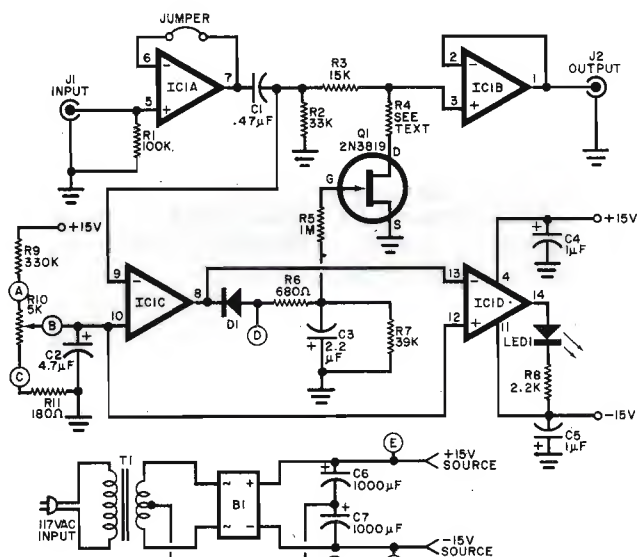 JUMPER
6
7
IC1A
5
J1
INPUT
R1
100K
C1
.47µF
R2
33K
R3
15K
R4
SEE
TEXT
2
1
IC1B
3
J2
OUTPUT
Q1
2N3819
G
D
S
R5
1M
+15V
R9
330K
A
R10
5K
B
C
C2
4.7µF
R11
180Ω
9
8
IC1C
10
D1
D
R6
680Ω
C3
2.2
µF
R7
39K
13
4
IC1D
14
12
11
C4
1µF
+15V
LED1
R8
2.2K
-15V
C5
1µF
117VAC
INPUT
T1
B1
~ +
~ -
E
+15V
SOURCE
C6
1000µF
C7
1000µF
-15V
SOURCE